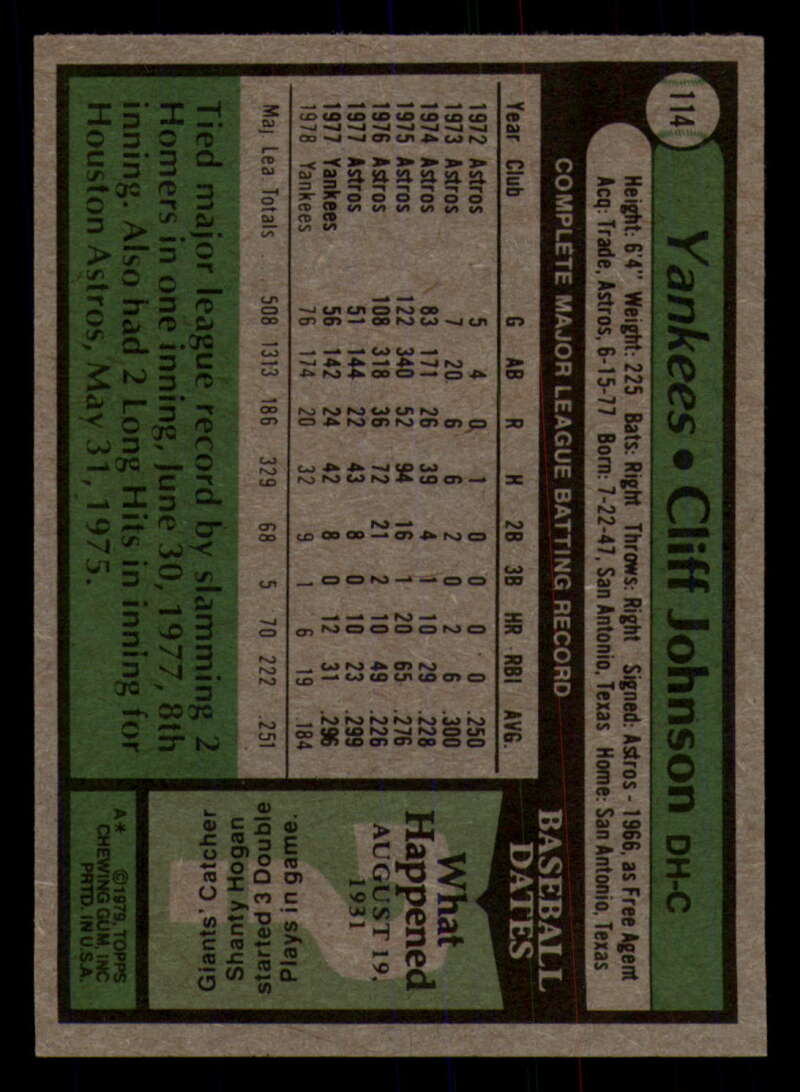 114
Yankees • Cliff Johnson DH-C
Height: 6'4" Weight: 225 Bats: Right Throws: Right Signed: Astros - 1966, as Free Agent
Acq: Trade, Astros, 6-15-77 Born: 7-22-47, San Antonio, Texas Home: San Antonio, Texas
COMPLETE MAJOR LEAGUE BATTING RECORD
Year Club G AB R H 2B 3B HR RBI AVG.
1972 Astros 5 4 0 1 0 0 0 0 .250
1973 Astros 7 20 6 6 2 0 2 6 .300
1974 Astros 83 171 26 39 4 1 10 29 .228
1975 Astros 122 340 52 94 16 1 20 65 .276
1976 Astros 108 318 36 72 21 2 10 49 .226
1977 Astros 51 144 22 43 8 0 10 23 .299
1977 Yankees 56 142 24 42 8 0 12 31 .296
1978 Yankees 76 174 20 32 9 1 6 19 .184
Maj Lea Totals 508 1313 186 329 68 5 70 222 .251
Tied major league record by slamming 2
Homers in one inning, June 30, 1977, 8th
inning. Also had 2 Long Hits in inning for
Houston Astros, May 31, 1975.
BASEBALL
DATES
What
Happened
AUGUST 19,
1931
?
Giants' Catcher
Shanty Hogan
started 3 Double
Plays in game.
A* ©1979, TOPPS
CHEWING GUM, INC
PRTD. IN U.S.A.